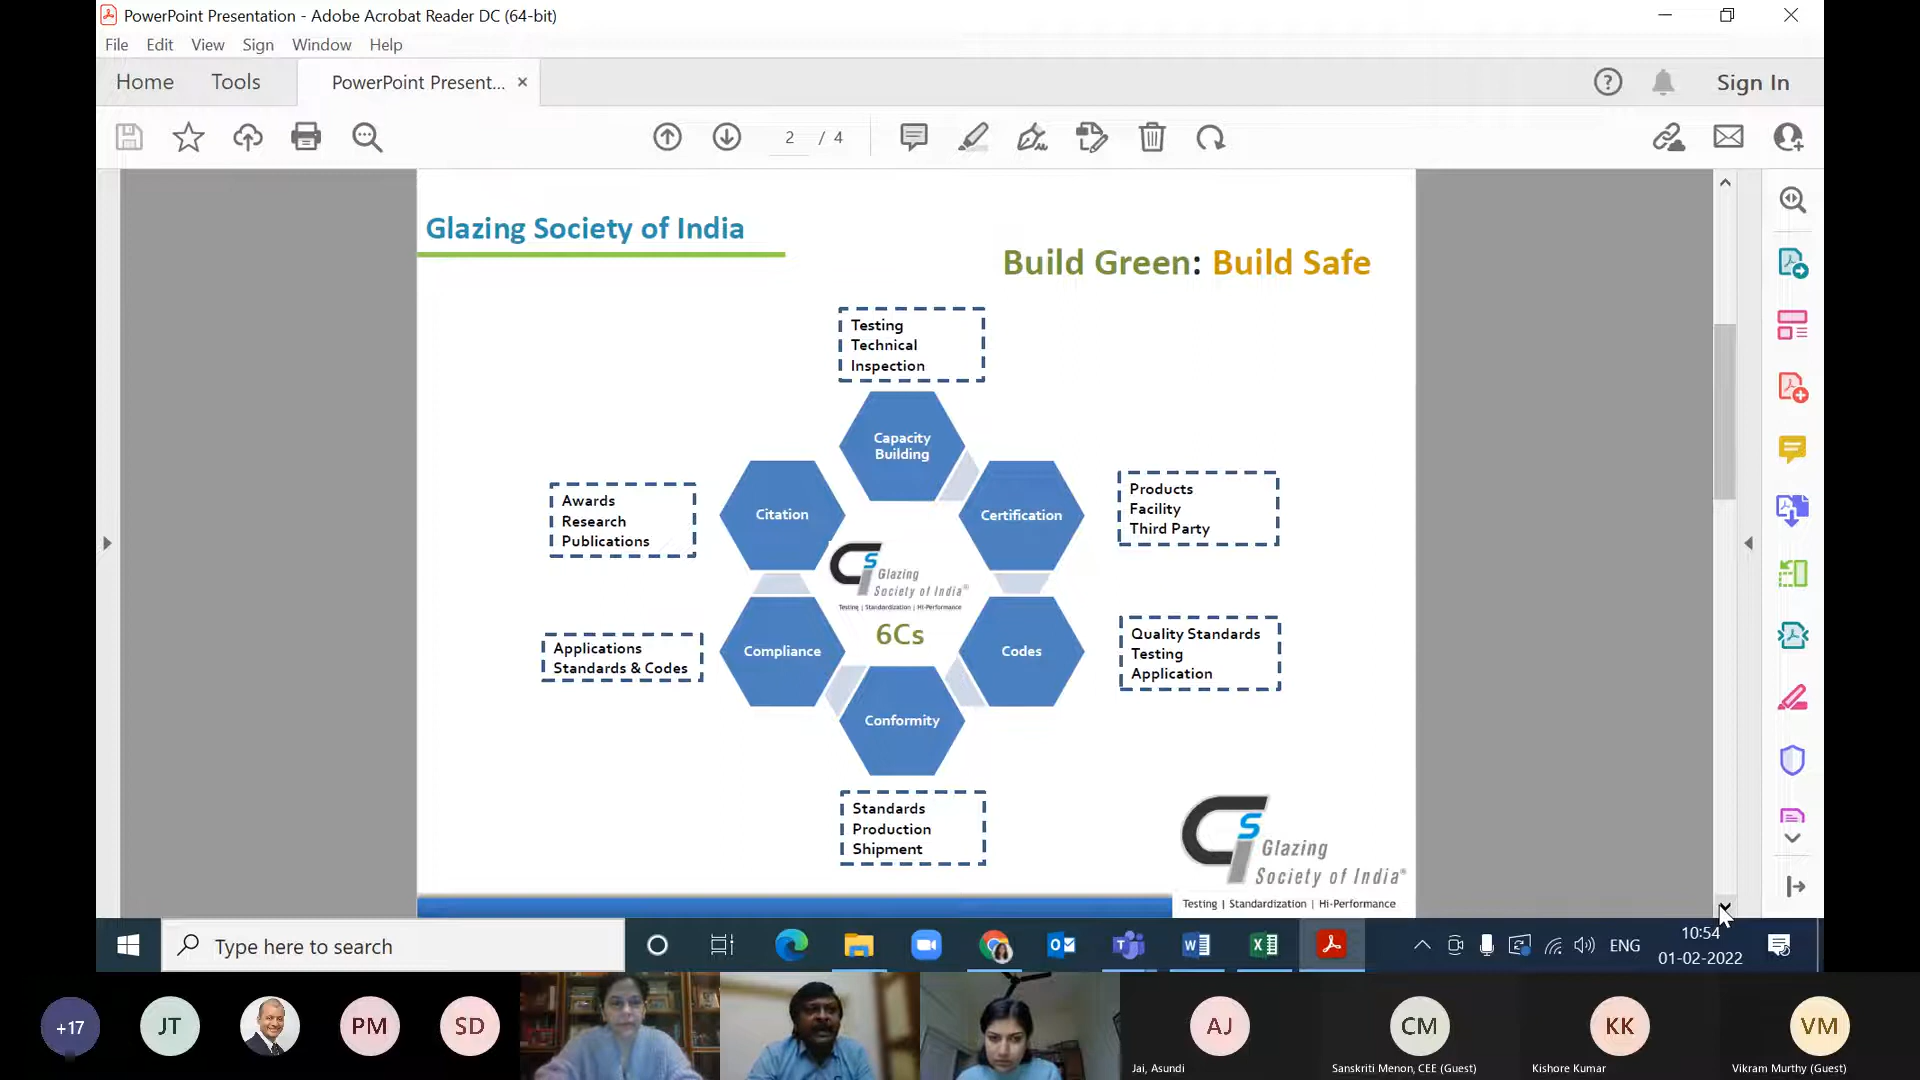 PowerPoint Presentation - Adobe Acrobat Reader DC (64-bit)
File Edit View Sign Window Help
Home Tools PowerPoint Present... × Sign In
2 / 4
Glazing Society of India
Build Green: Build Safe
Testing
Technical
Inspection
Capacity
Building
Awards
Research
Publications
Citation
Certification
Products
Facility
Third Party
GSI
Glazing
Society of India®
Testing | Standardization | Hi-Performance
6Cs
Applications
Standards & Codes
Compliance
Codes
Quality Standards
Testing
Application
Conformity
Standards
Production
Shipment
GSI
Glazing
Society of India®
Testing | Standardization | Hi-Performance
Type here to search
ENG
10:54
01-02-2022
+17 JT PM SD AJ CM KK VM
Jai, Asundi Sanskriti Menon, CEE (Guest) Kishore Kumar Vikram Murthy (Guest)